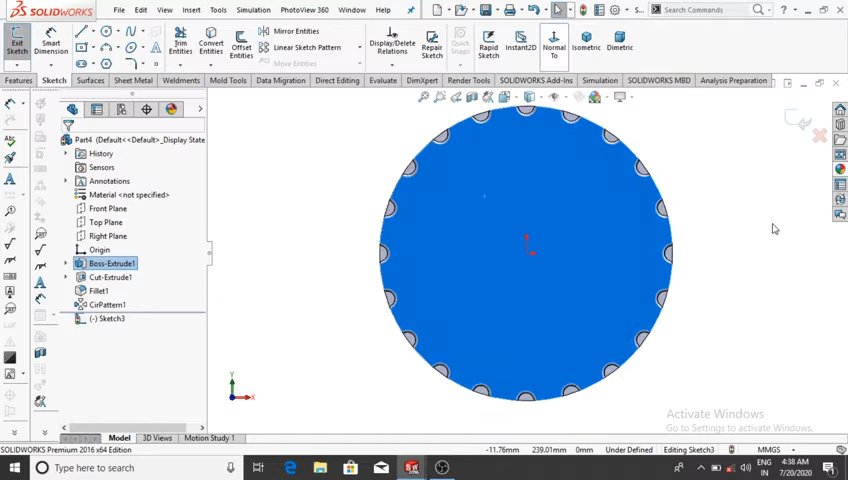 SOLIDWORKS File Edit View Insert Tools Simulation PhotoView 360 Window Help S... Search Commands
Exit Sketch Smart Dimension Trim Entities Convert Entities Offset Entities Mirror Entities Linear Sketch Pattern Move Entities Display/Delete Relations Repair Sketch Quick Snaps Rapid Sketch Instant2D Normal To Isometric Dimetric
Features Sketch Surfaces Sheet Metal Weldments Mold Tools Data Migration Direct Editing Evaluate DimXpert Render Tools SOLIDWORKS Add-Ins Simulation SOLIDWORKS MBD Analysis Preparation
Part4 (Default<<Default>_Display State
History
Sensors
Annotations
Material <not specified>
Front Plane
Top Plane
Right Plane
Origin
Boss-Extrude1
Cut-Extrude1
Fillet1
CirPattern1
(-) Sketch3
Y
X
Activate Windows
Go to Settings to activate Windows.
Model 3D Views Motion Study 1
SOLIDWORKS Premium 2016 x64 Edition -11.76mm 239.01mm 0mm Under Defined Editing Sketch3 MMGS
Type here to search ENG IN 4:38 AM 7/20/2020